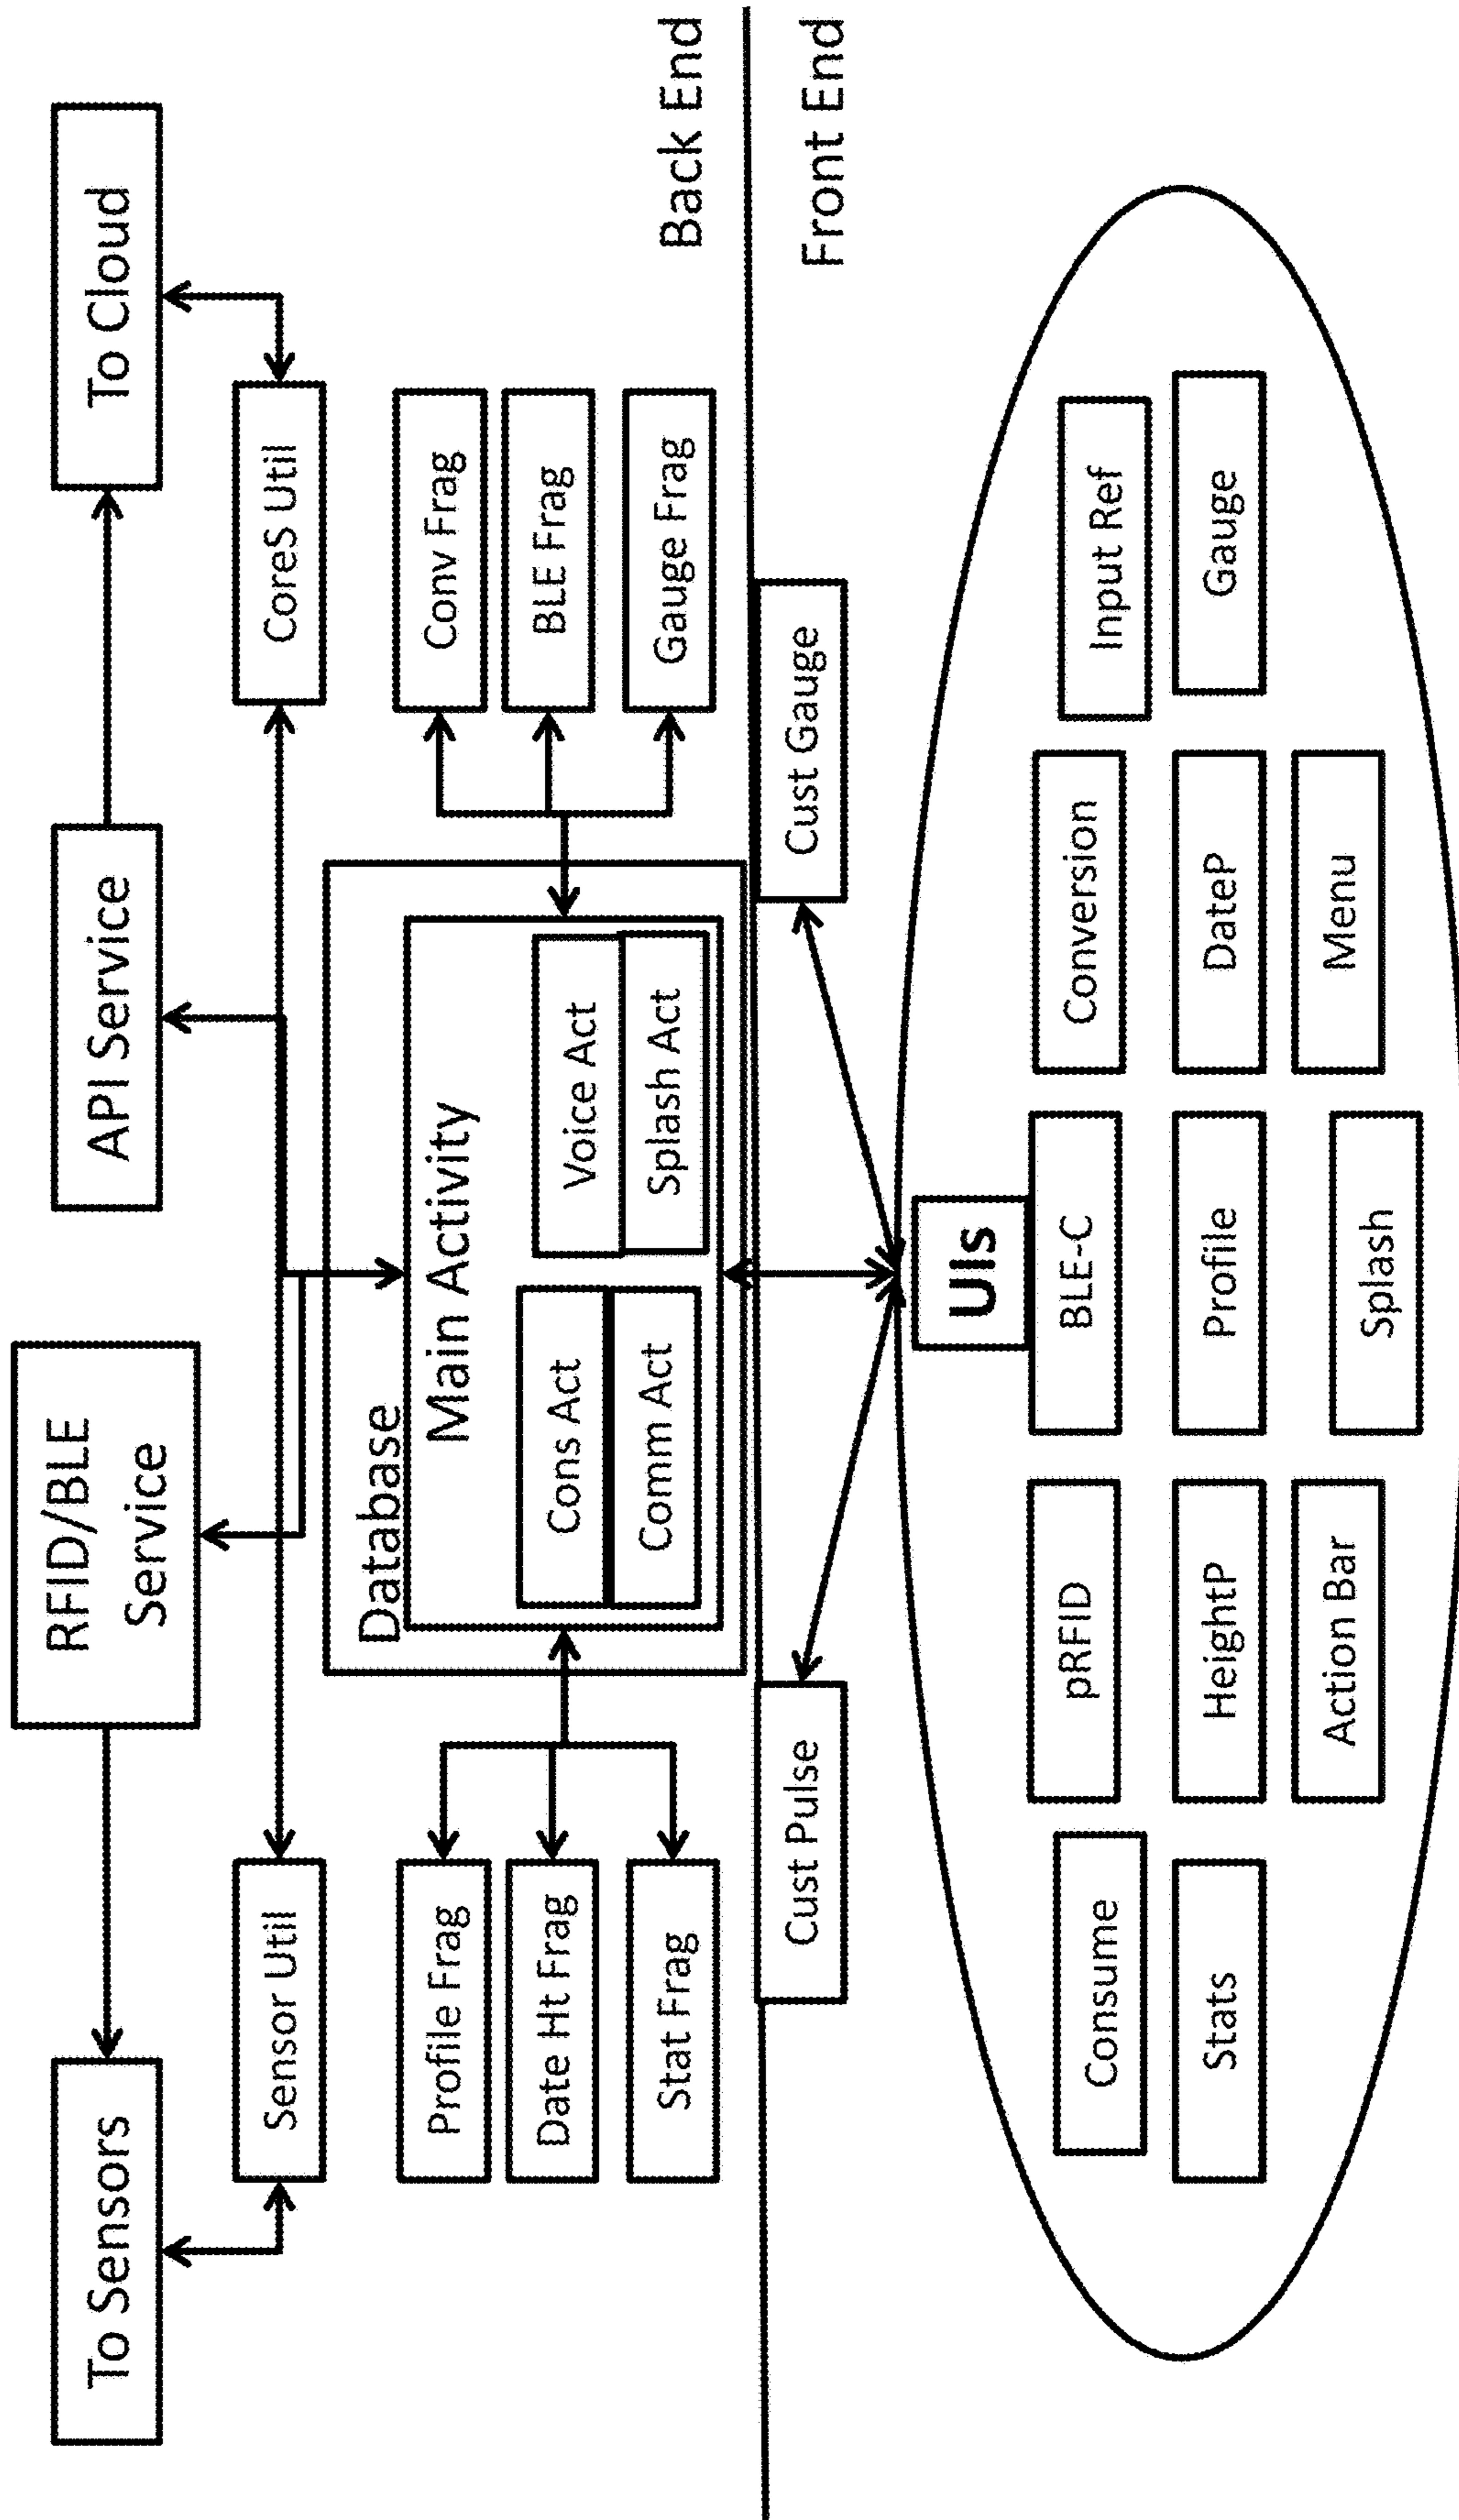 RFID/BLE
Service
To Sensors
API Service
To Cloud
Sensor Util
CoreS Util
Database
Main Activity
Cons Act
Comm Act
Voice Act
Splash Act
Profile Frag
Date Ht Frag
Stat Frag
Conv Frag
BLE Frag
Gauge Frag
Back End
Front End
Cust Pulse
Cust Gauge
UIs
Consume
pRFID
BLE-C
Conversion
Input Ref
Stats
HeightP
Profile
DateP
Gauge
Action Bar
Splash
Menu